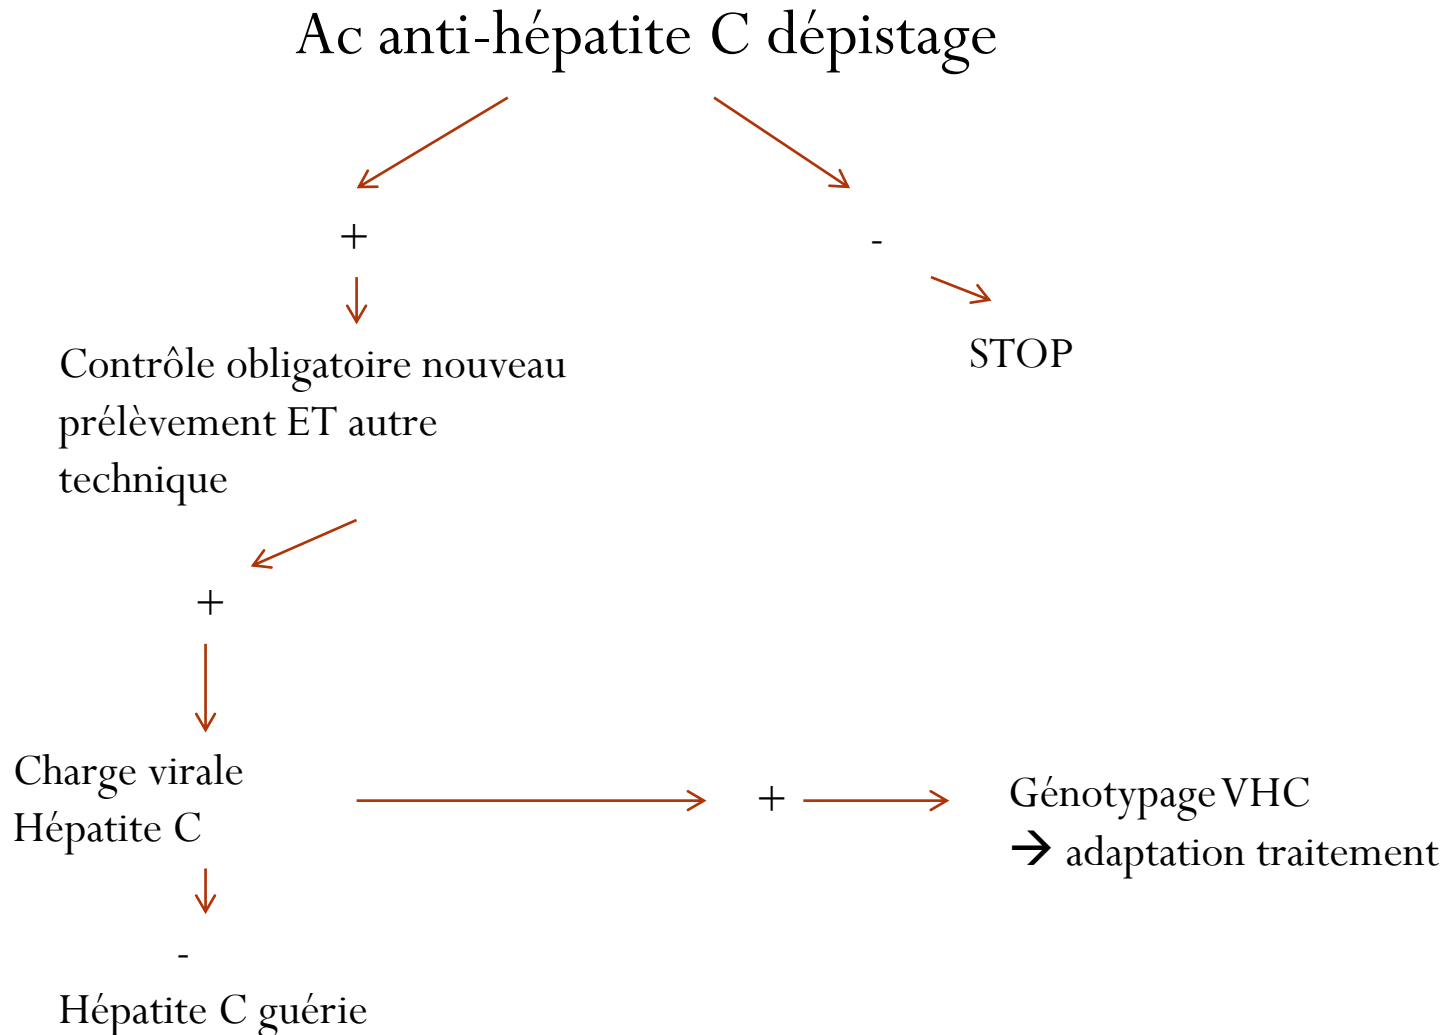 Ac anti-hépatite C dépistage
+
-
Contrôle obligatoire nouveau
prélèvement ET autre
technique
STOP
+
Charge virale
Hépatite C
+
Génotypage VHC
→ adaptation traitement
-
Hépatite C guérie